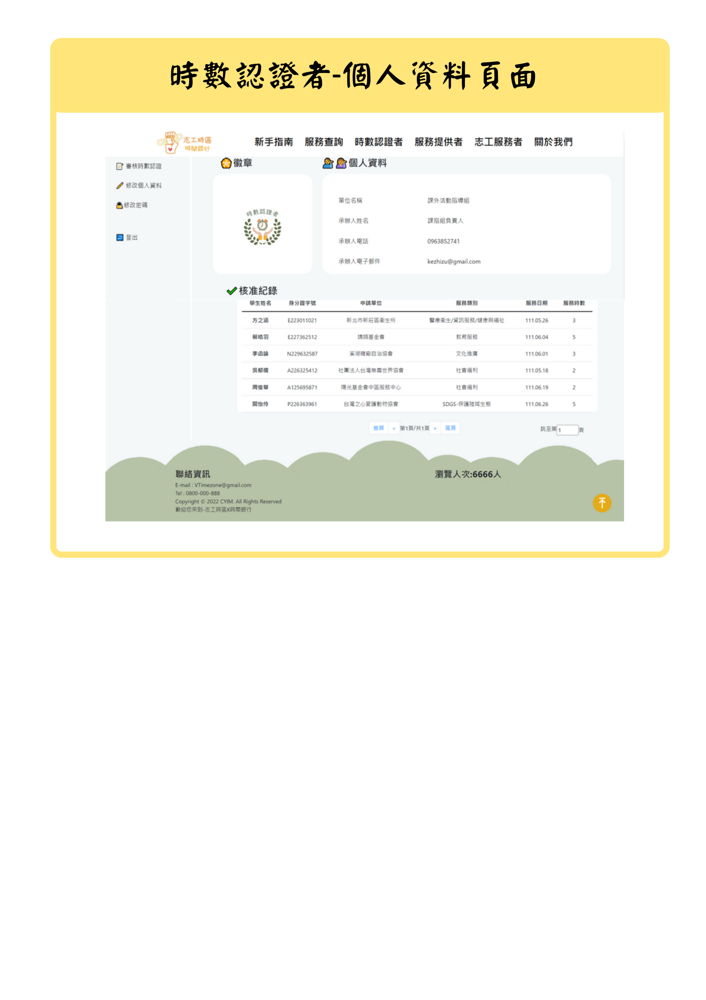 時數認證者-個人資料頁面
志工時區
時間銀行
新手指南 服務查詢 時數認證者 服務提供者 志工服務者 關於我們
審核時數認證
修改個人資料
修改密碼
登出
徽章
時數認證者
個人資料
單位名稱 課外活動指導組
承辦人姓名 課指組負責人
承辦人電話 0963852741
承辦人電子郵件 kezhizu@gmail.com
核准紀錄
學生姓名 身分證字號 申請單位 服務類別 服務日期 服務時數
方之涵 E223011021 新北市新莊區衛生所 醫療衛生/資訊服務/健康與福祉 111.05.26 3
蔡皓羽 E227362512 靖娟基金會 教育服務 111.06.04 5
李函諭 N229632587 溪湖糖廠自治協會 文化推廣 111.06.01 3
吳郁儒 A226325412 社團法人台灣無毒世界協會 社會福利 111.05.18 2
周俊華 A125695871 陽光基金會中區服務中心 社會福利 111.06.19 2
關怡伶 P226363961 台灣之心愛護動物協會 SDGS-保護陸域生態 111.06.26 5
首頁 « 第1頁/共1頁 » 尾頁 跳至第 1 頁
聯絡資訊
E-mail : VTimezone@gmail.com
Tel : 0800-000-888
Copyright © 2022 CYIM. All Rights Reserved
歡迎您來到-志工時區X時間銀行
瀏覽人次:6666人